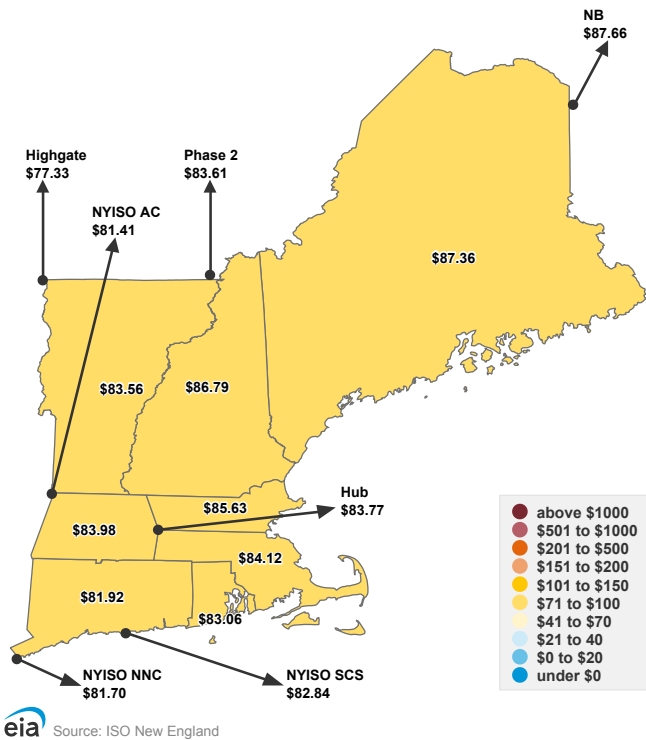 NB
$87.66
Highgate
$77.33
Phase 2
$83.61
NYISO AC
$81.41
$87.36
$83.56
$86.79
Hub
$83.77
$85.63
$83.98
$84.12
$81.92
$83.06
NYISO NNC
$81.70
NYISO SCS
$82.84
above $1000
$501 to $1000
$201 to $500
$151 to $200
$101 to $150
$71 to $100
$41 to $70
$21 to 40
$0 to $20
under $0
eia
Source: ISO New England